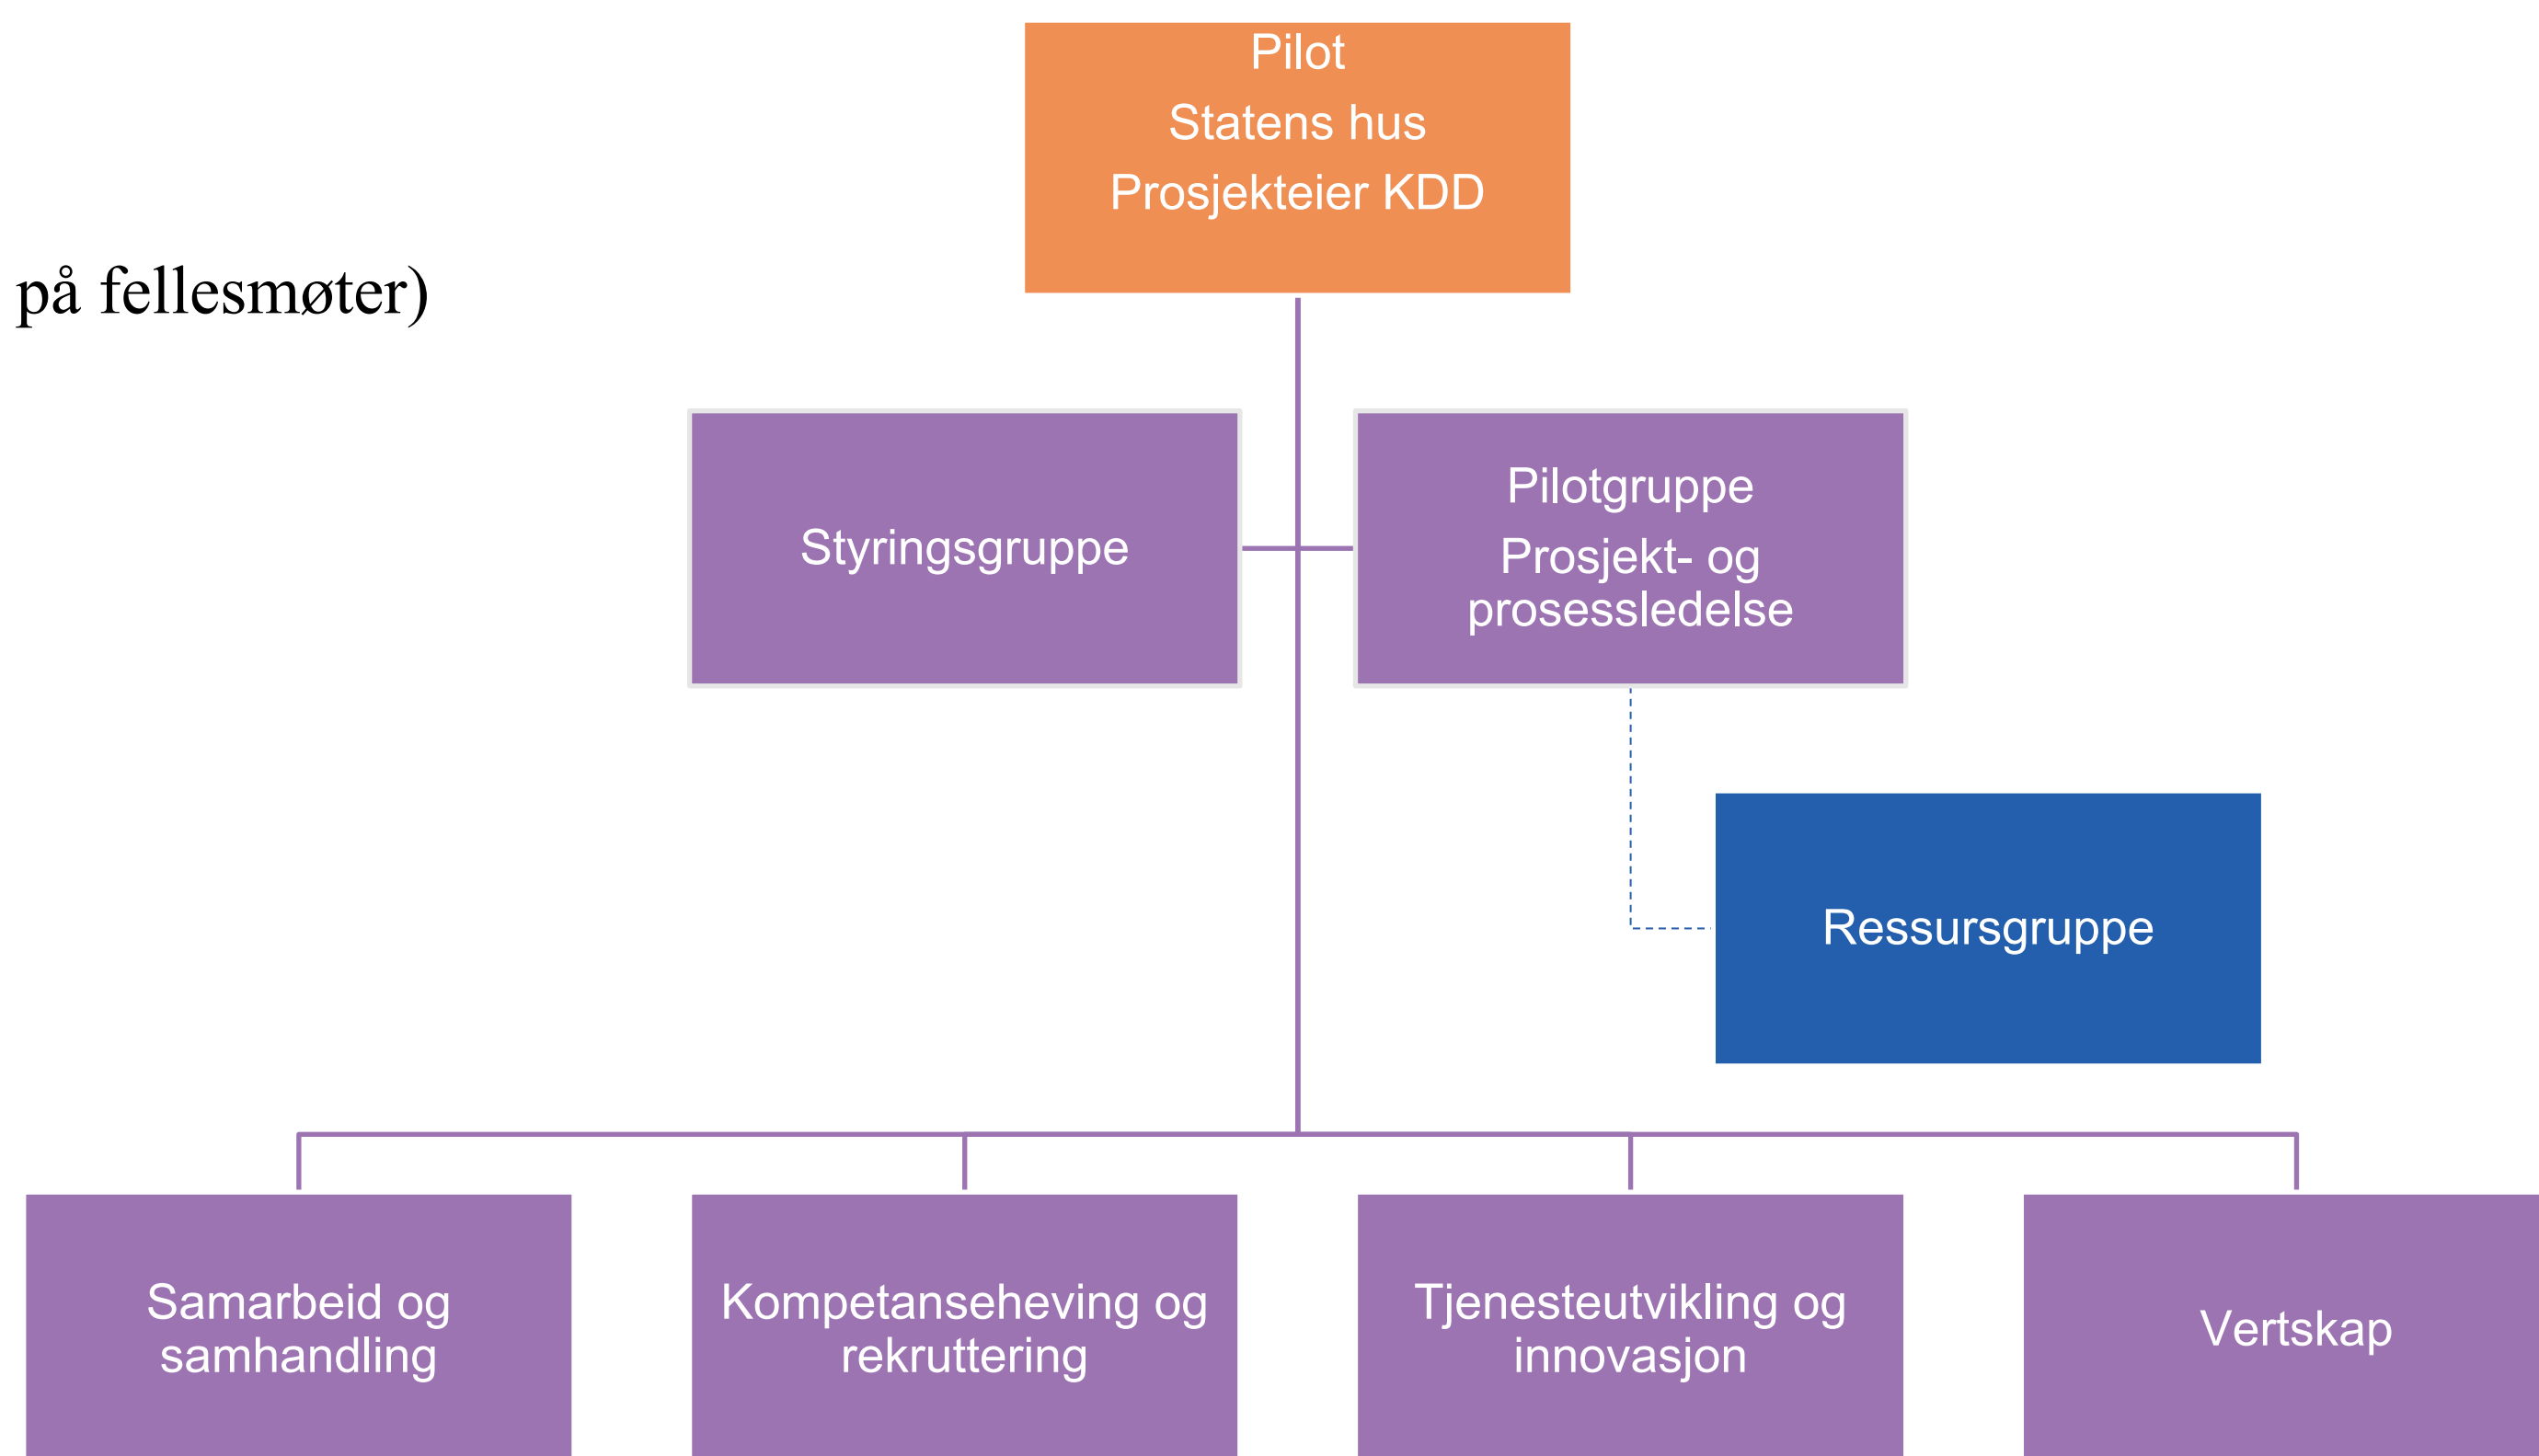 Pilot
Statens hus
Prosjekteier KDD
på fellesmøter)
Styringsgruppe
Pilotgruppe
Prosjekt- og
prosessledelse
Ressursgruppe
Samarbeid og
samhandling
Kompetanseheving og
rekruttering
Tjenesteutvikling og
innovasjon
Vertskap